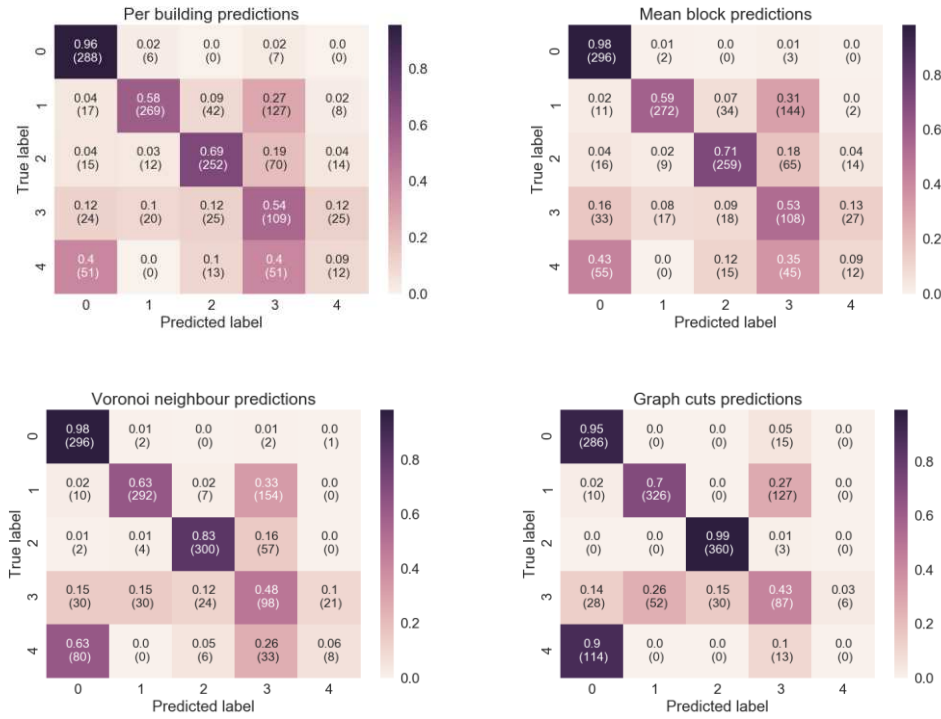 Per building predictions
0.96 0.02 0.0 0.02 0.0
(288) (6) (0) (7) (0)
0.04 0.58 0.09 0.27 0.02
(17) (269) (42) (127) (8)
0.04 0.03 0.69 0.19 0.04
(15) (12) (252) (70) (14)
0.12 0.1 0.12 0.54 0.12
(24) (20) (25) (109) (25)
0.4 0.0 0.1 0.4 0.09
(51) (0) (13) (51) (12)
0
1
2
3
4
True label
0 1 2 3 4
Predicted label
0.8
0.6
0.4
0.2
0.0
Mean block predictions
0.98 0.01 0.0 0.01 0.0
(296) (2) (0) (3) (0)
0.02 0.59 0.07 0.31 0.0
(11) (272) (34) (144) (2)
0.04 0.02 0.71 0.18 0.04
(16) (9) (259) (65) (14)
0.16 0.08 0.09 0.53 0.13
(33) (17) (18) (108) (27)
0.43 0.0 0.12 0.35 0.09
(55) (0) (15) (45) (12)
0
1
2
3
4
True label
0 1 2 3 4
Predicted label
0.8
0.6
0.4
0.2
0.0
Voronoi neighbour predictions
0.98 0.01 0.0 0.01 0.0
(296) (2) (0) (2) (1)
0.02 0.63 0.02 0.33 0.0
(10) (292) (7) (154) (0)
0.01 0.01 0.83 0.16 0.0
(2) (4) (300) (57) (0)
0.15 0.15 0.12 0.48 0.1
(30) (30) (24) (98) (21)
0.63 0.0 0.05 0.26 0.06
(80) (0) (6) (33) (8)
0
1
2
3
4
True label
0 1 2 3 4
Predicted label
0.8
0.6
0.4
0.2
0.0
Graph cuts predictions
0.95 0.0 0.0 0.05 0.0
(286) (0) (0) (15) (0)
0.02 0.7 0.0 0.27 0.0
(10) (326) (0) (127) (0)
0.0 0.0 0.99 0.01 0.0
(0) (0) (360) (3) (0)
0.14 0.26 0.15 0.43 0.03
(28) (52) (30) (87) (6)
0.9 0.0 0.0 0.1 0.0
(114) (0) (0) (13) (0)
0
1
2
3
4
True label
0 1 2 3 4
Predicted label
0.8
0.6
0.4
0.2
0.0